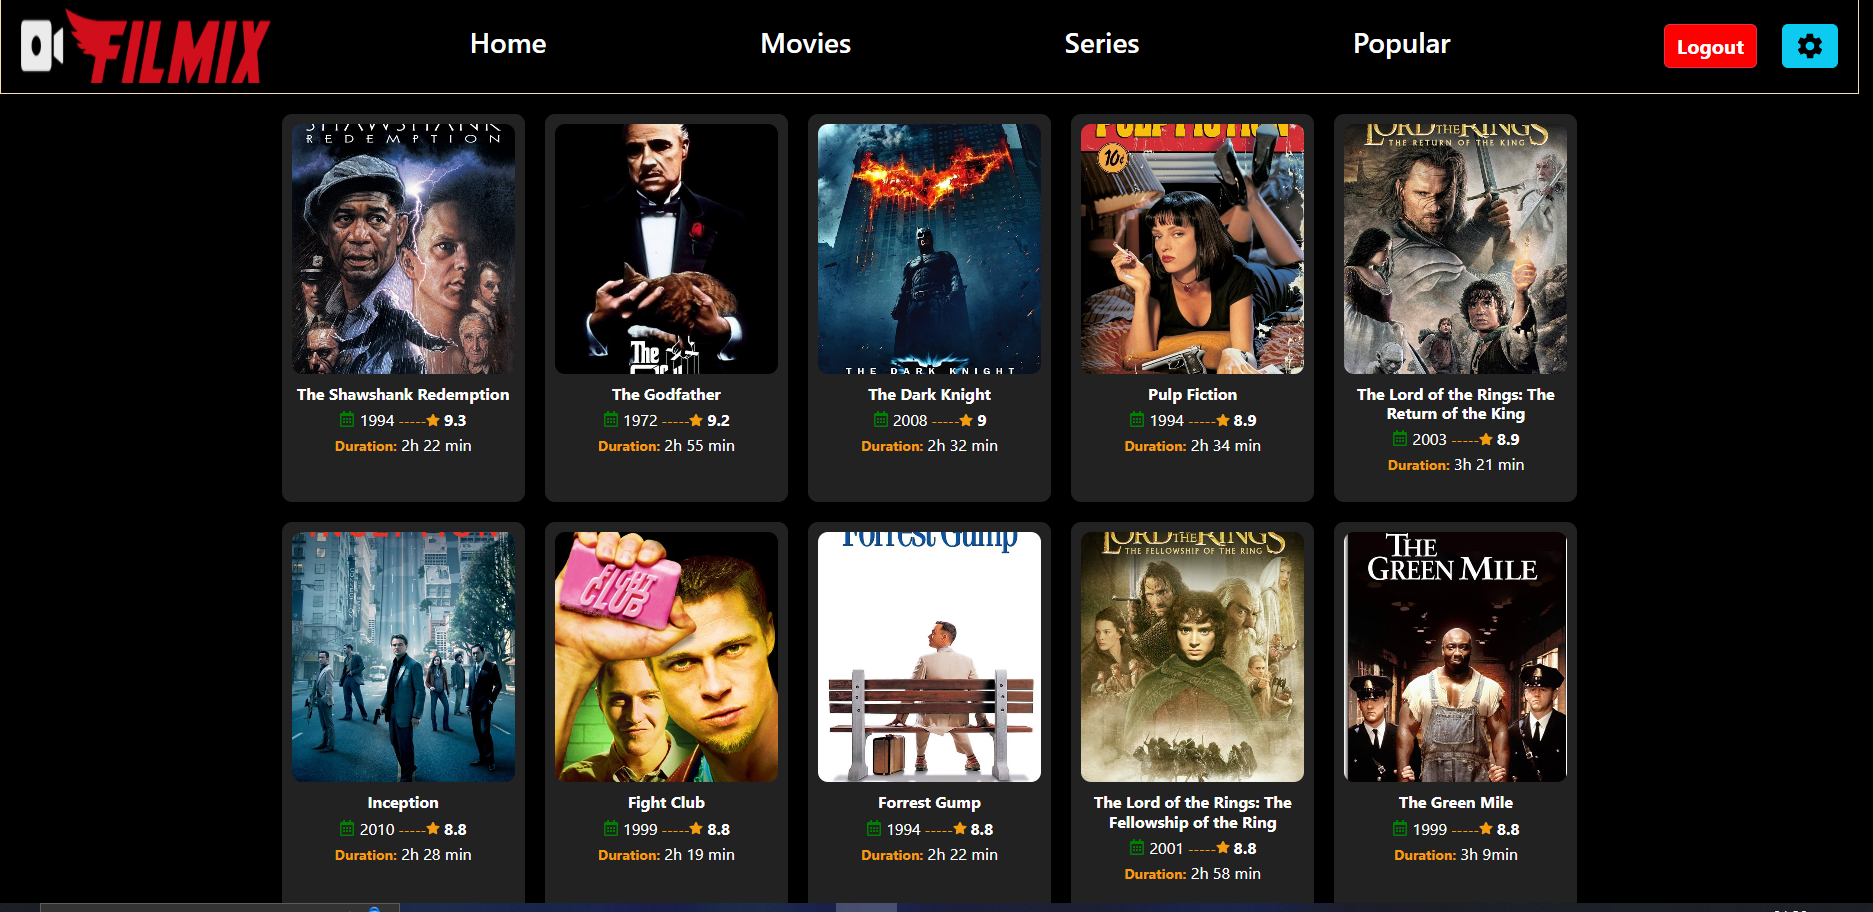 FILMIX
Home
Movies
Series
Popular
Logout
SHAWSHANK
REDEMPTION
The
THE DARK KNIGHT
PULP FICTION
10¢
LORD OF THE RINGS
THE RETURN OF THE KING
The Shawshank Redemption
1994 -----★ 9.3
Duration: 2h 22 min
The Godfather
1972 -----★ 9.2
Duration: 2h 55 min
The Dark Knight
2008 -----★ 9
Duration: 2h 32 min
Pulp Fiction
1994 -----★ 8.9
Duration: 2h 34 min
The Lord of the Rings: The
Return of the King
2003 -----★ 8.9
Duration: 3h 21 min
INCEPTION
FIGHT
CLUB
Forrest Gump
LORD OF THE RINGS
THE FELLOWSHIP OF THE RING
THE
GREEN MILE
Inception
2010 -----★ 8.8
Duration: 2h 28 min
Fight Club
1999 -----★ 8.8
Duration: 2h 19 min
Forrest Gump
1994 -----★ 8.8
Duration: 2h 22 min
The Lord of the Rings: The
Fellowship of the Ring
2001 -----★ 8.8
Duration: 2h 58 min
The Green Mile
1999 -----★ 8.8
Duration: 3h 9min